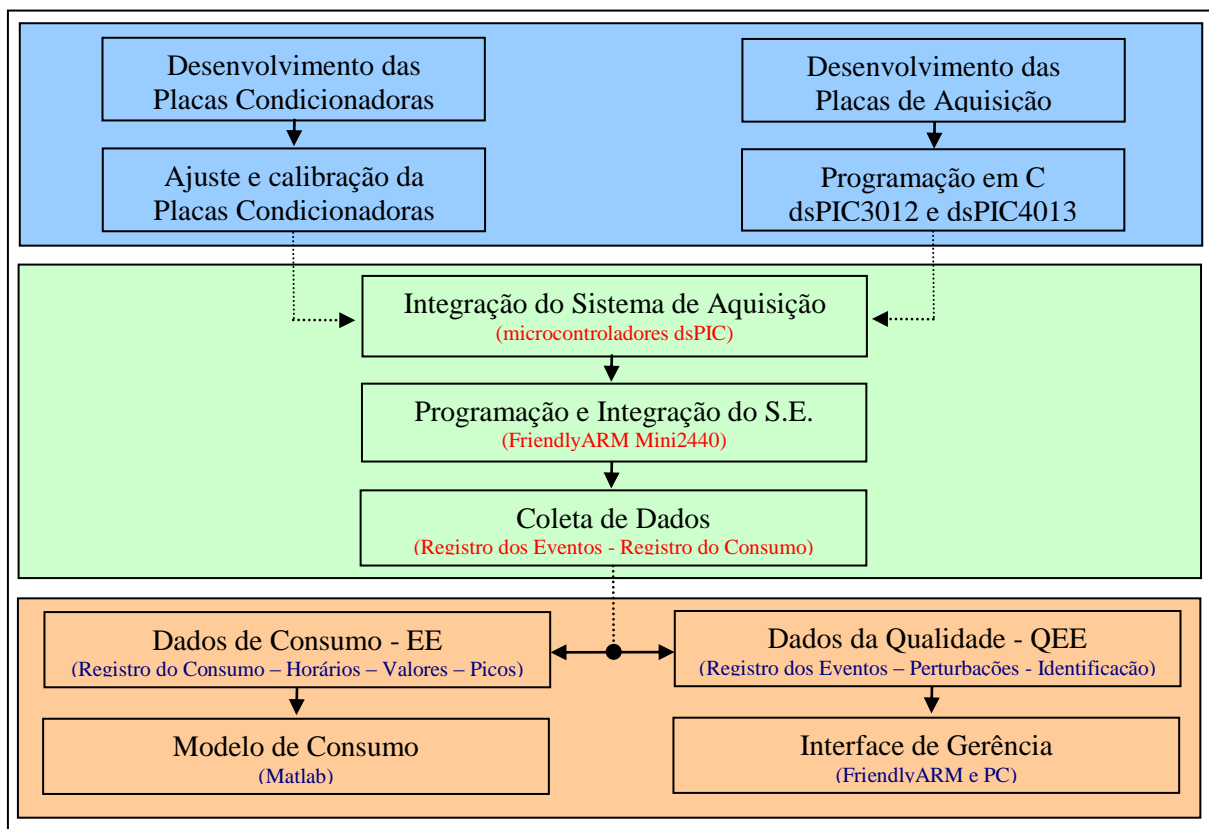 Desenvolvimento das
Placas Condicionadoras
Desenvolvimento das
Placas de Aquisição
Ajuste e calibração da
Placas Condicionadoras
Programação em C
dsPIC3012 e dsPIC4013
Integração do Sistema de Aquisição
(microcontroladores dsPIC)
Programação e Integração do S.E.
(FriendlyARM Mini2440)
Coleta de Dados
(Registro dos Eventos - Registro do Consumo)
Dados de Consumo - EE
(Registro do Consumo – Horários – Valores – Picos)
Dados da Qualidade - QEE
(Registro dos Eventos – Perturbações - Identificação)
Modelo de Consumo
(Matlab)
Interface de Gerência
(FriendlyARM e PC)